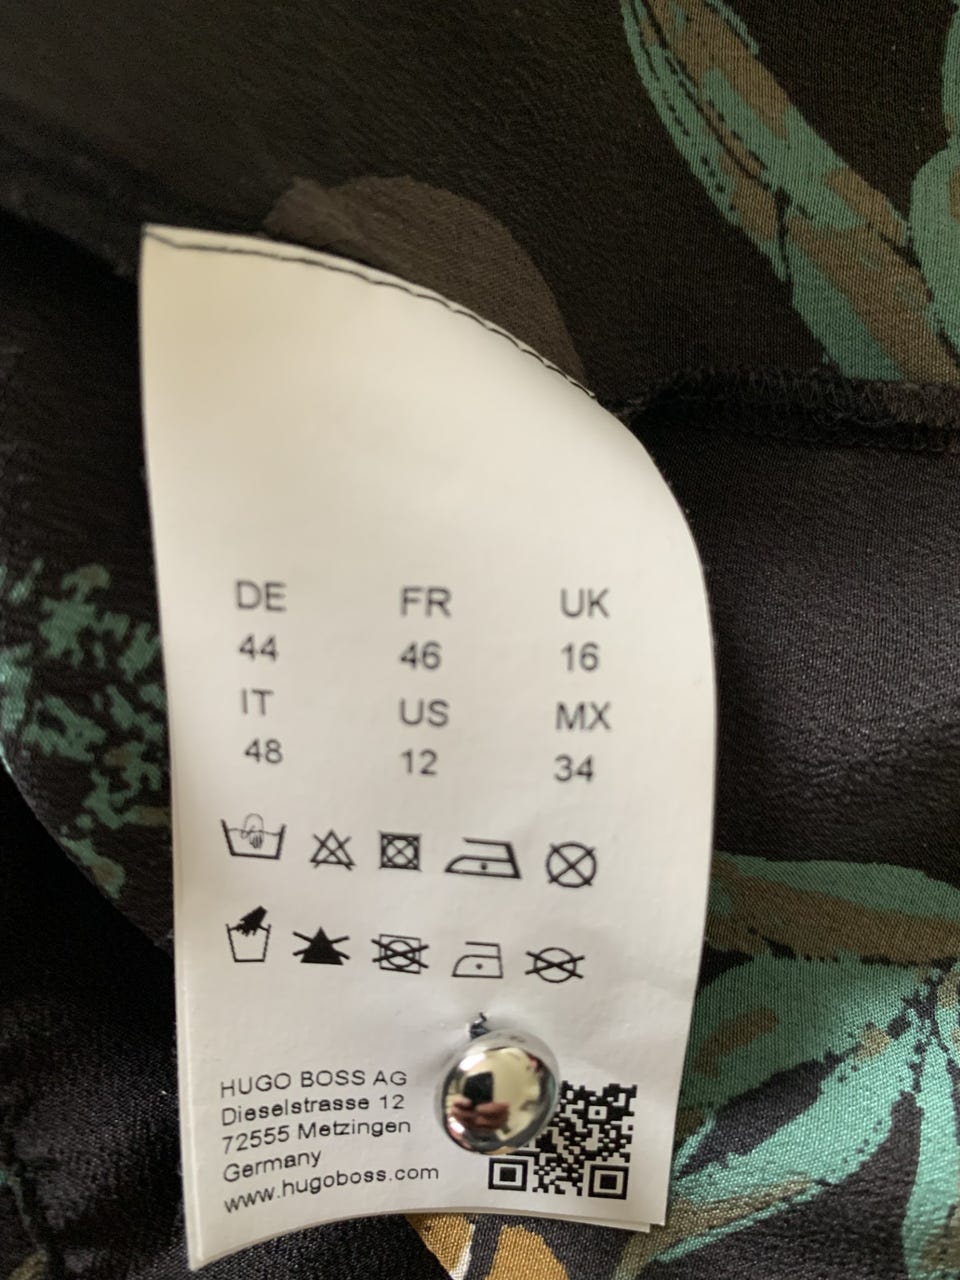 DE FR UK
44 46 16
IT US MX
48 12 34
HUGO BOSS AG
Dieselstrasse 12
72555 Metzingen
Germany
www.hugoboss.com